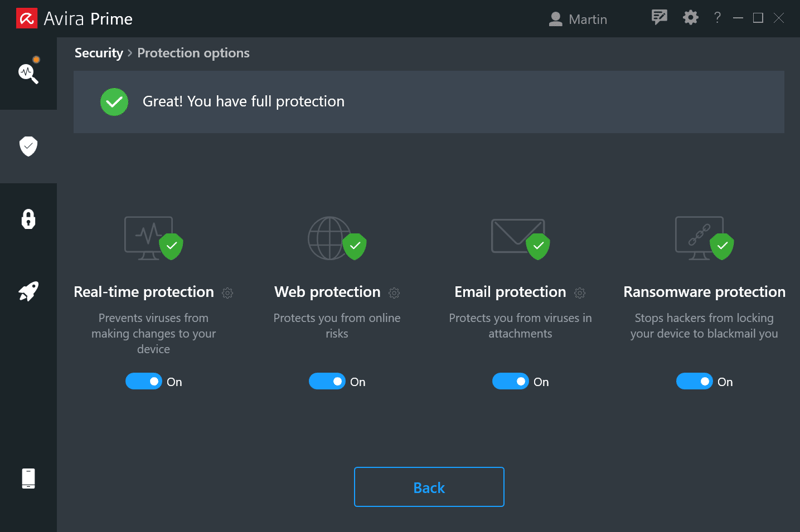 Avira Prime
Martin
?
Security > Protection options
Great! You have full protection
Real-time protection
Prevents viruses from
making changes to your
device
On
Web protection
Protects you from online
risks
On
Email protection
Protects you from viruses in
attachments
On
Ransomware protection
Stops hackers from locking
your device to blackmail you
On
Back